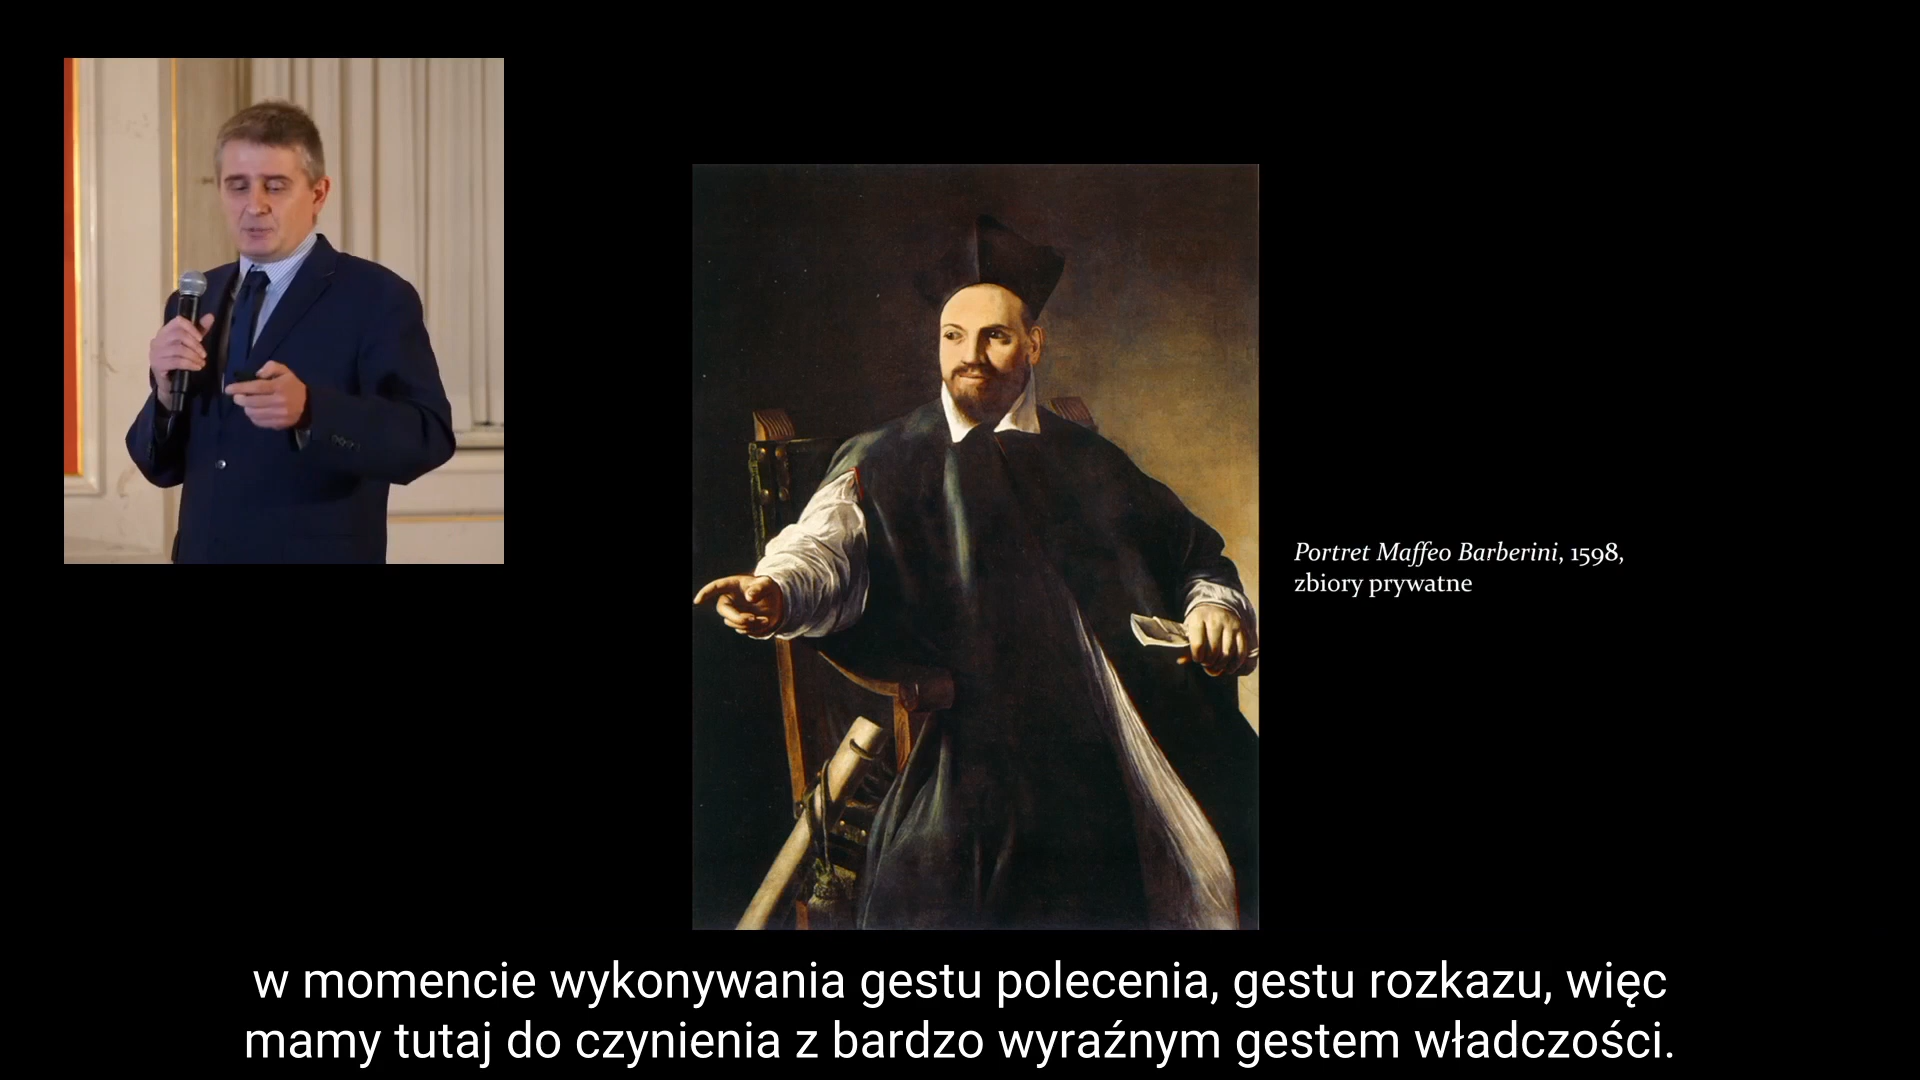 Portret Maffeo Barberini, 1598,
zbiory prywatne
w momencie wykonywania gestu polecenia, gestu rozkazu, więc
mamy tutaj do czynienia z bardzo wyraźnym gestem władczości.